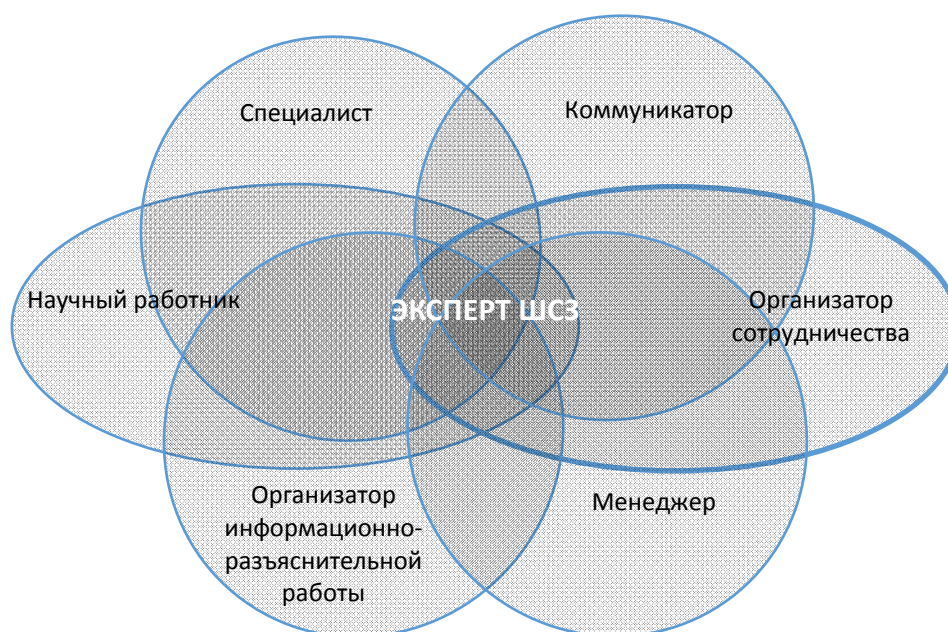 Специалист
Коммуникатор
Научный работник
ЭКСПЕРТ ШСЗ
Организатор
сотрудничества
Организатор
информационно-
разъяснительной
работы
Менеджер